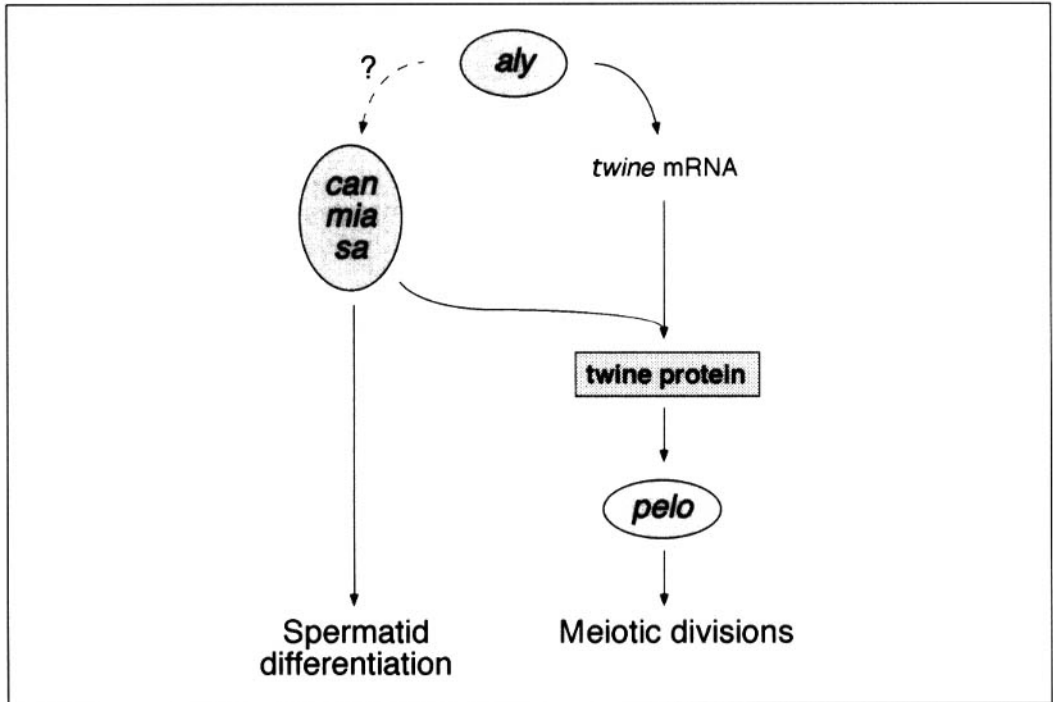 aly
?
can
mia
sa
twine mRNA
twine protein
pelo
Spermatid
differentiation
Meiotic divisions